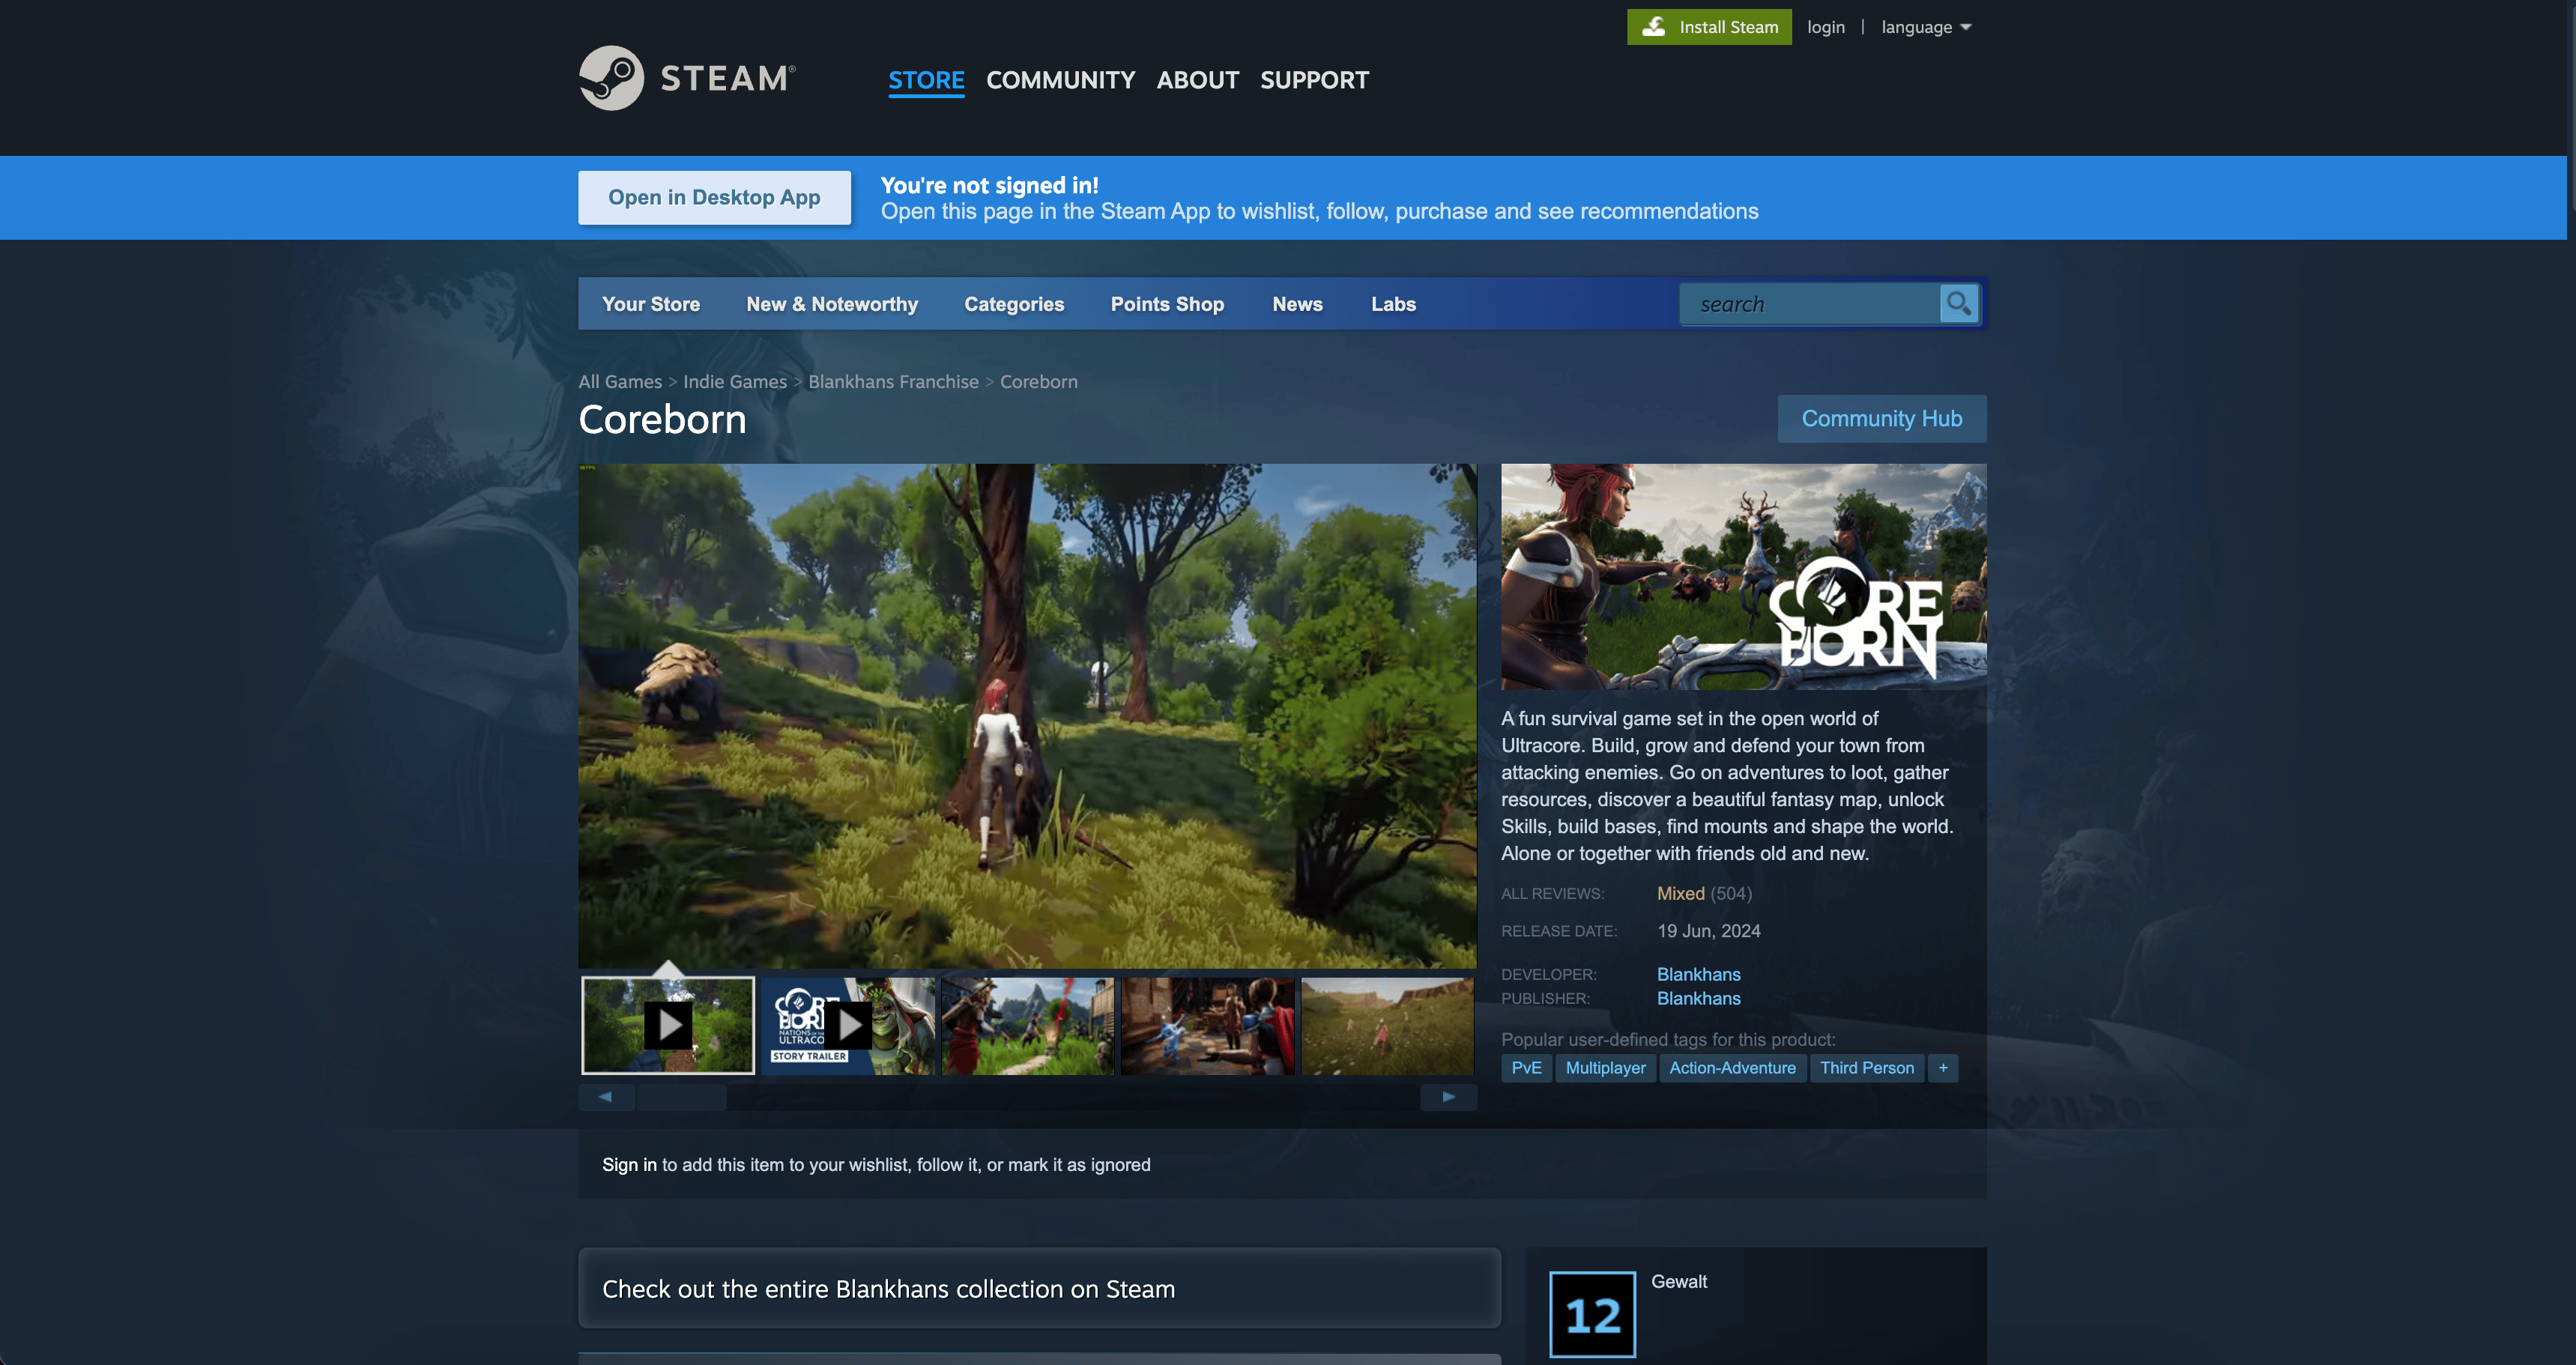 Install Steam login | language
STEAM®
STORE COMMUNITY ABOUT SUPPORT
Open in Desktop App
You're not signed in!
Open this page in the Steam App to wishlist, follow, purchase and see recommendations
Your Store New & Noteworthy Categories Points Shop News Labs search
All Games > Indie Games > Blankhans Franchise > Coreborn
Coreborn
Community Hub
CORE
BORN
A fun survival game set in the open world of
Ultracore. Build, grow and defend your town from
attacking enemies. Go on adventures to loot, gather
resources, discover a beautiful fantasy map, unlock
Skills, build bases, find mounts and shape the world.
Alone or together with friends old and new.
ALL REVIEWS: Mixed (504)
RELEASE DATE: 19 Jun, 2024
DEVELOPER: Blankhans
PUBLISHER: Blankhans
Popular user-defined tags for this product:
PvE Multiplayer Action-Adventure Third Person +
STORY TRAILER
Sign in to add this item to your wishlist, follow it, or mark it as ignored
Check out the entire Blankhans collection on Steam
12
Gewalt